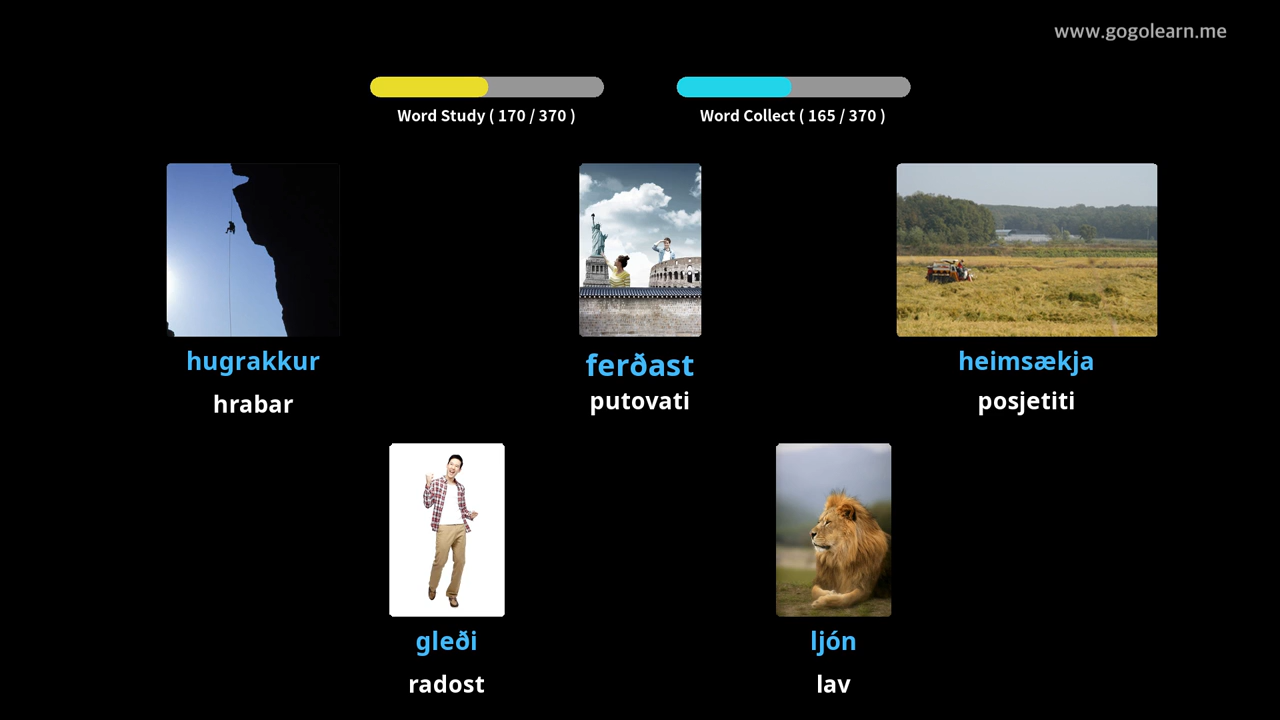 www.gogolearn.me
Word Study ( 170 / 370 )
Word Collect ( 165 / 370 )
hugrakkur
hrabar
ferðast
putovati
heimsækja
posjetiti
gleði
radost
ljón
lav